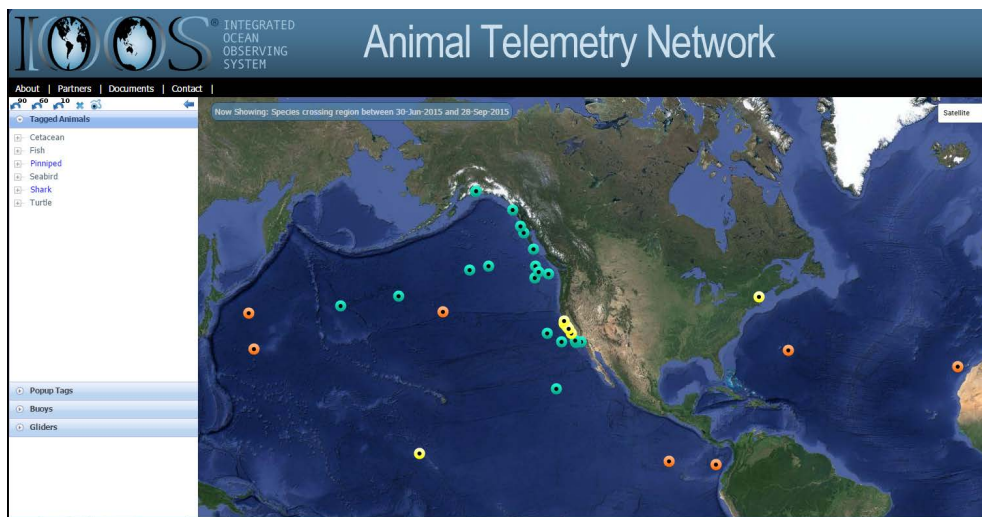 IOOS® INTEGRATED
OCEAN
OBSERVING
SYSTEM
Animal Telemetry Network
About | Partners | Documents | Contact |
90 60 10
Tagged Animals
Now Showing: Species crossing region between 30-Jun-2015 and 28-Sep-2015
Satellite
Cetacean
Fish
Pinniped
Seabird
Shark
Turtle
Popup Tags
Buoys
Gliders